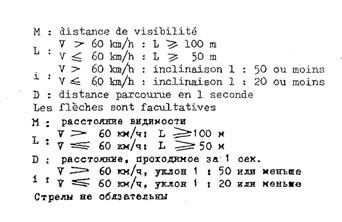 M : distance de visibilité
L : V > 60 km/h : L ⩾ 100 m
V ⩽ 60 km/h : L ⩾ 50 m
i : V > 60 km/h : inclinaison 1 : 50 ou moins
V ⩽ 60 km/h : inclinaison 1 : 20 ou moins
D : distance parcourue en 1 seconde
Les flèches sont facultatives
M : расстояние видимости
L : V > 60 км/ч: L ⩾ 100 м
V ⩽ 60 км/ч: L ⩾ 50 м
D : расстояние, проходимое за 1 сек.
i : V > 60 км/ч, уклон 1 : 50 или меньше
V ⩽ 60 км/ч, уклон 1 : 20 или меньше
Стрелы не обязательны